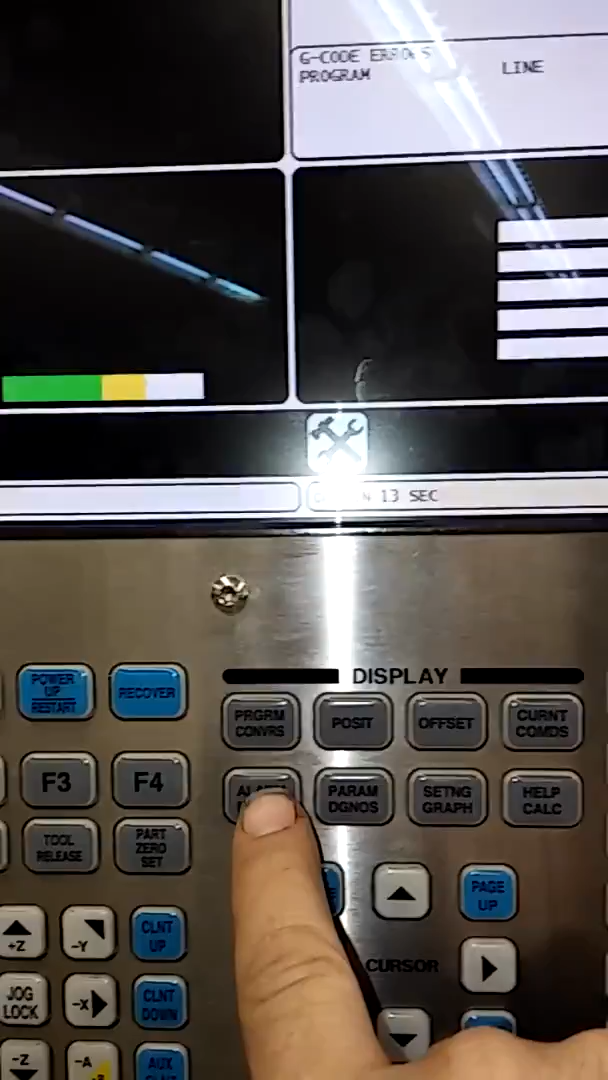 G-CODE ERRORS
PROGRAM LINE
N 13 SEC
DISPLAY
POWER UP RESTART
RECOVER
PRGRM CONVRS
POSIT
OFFSET
CURNT COMDS
F3
F4
PARAM DGNOS
SETNG GRAPH
HELP CALC
TOOL RELEASE
PART ZERO SET
PAGE UP
+Z
-Y
CLNT UP
CURSOR
JOG LOCK
-X
CLNT DOWN
-Z
-A
AUX